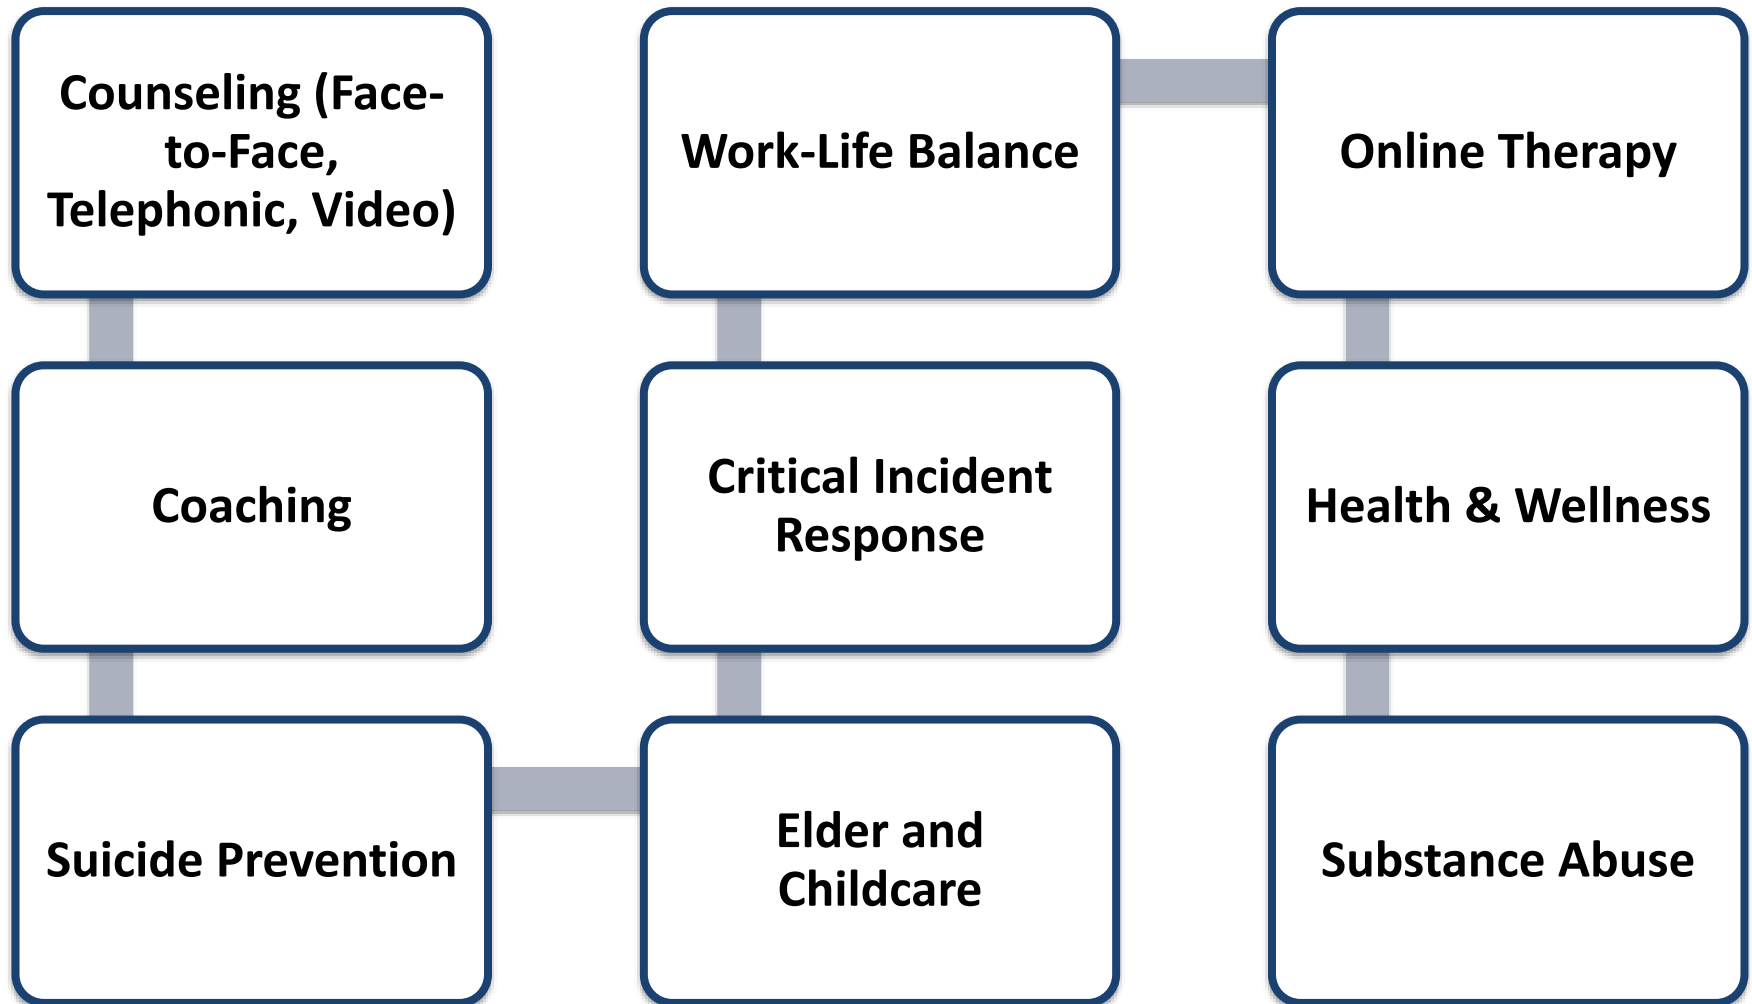 Counseling (Face-
to-Face,
Telephonic, Video)
Coaching
Suicide Prevention
Elder and
Childcare
Critical Incident
Response
Work-Life Balance
Online Therapy
Health & Wellness
Substance Abuse